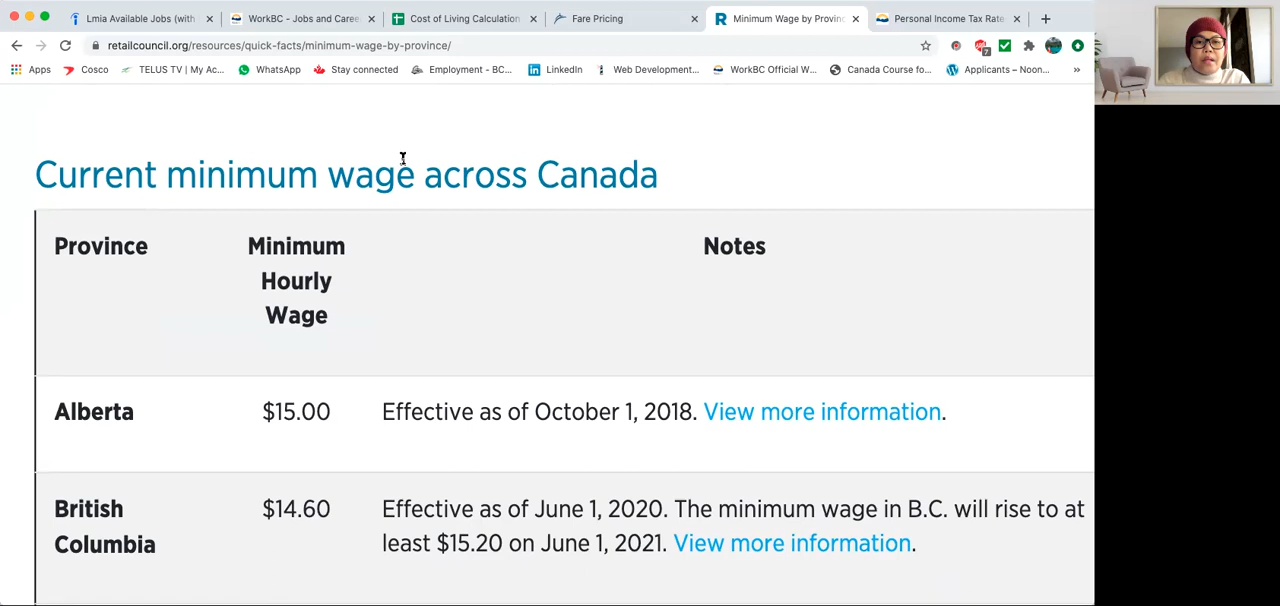 Lmia Available Jobs (with
WorkBC - Jobs and Caree
Cost of Living Calculation
Fare Pricing
Minimum Wage by Provinc
Personal Income Tax Rate
retailcouncil.org/resources/quick-facts/minimum-wage-by-province/
7
Apps
Cosco
TELUS TV | My Ac...
WhatsApp
Stay connected
Employment - BC...
LinkedIn
Web Development...
WorkBC Official W...
Canada Course fo...
Applicants – Noon...
»
Current minimum wage across Canada
Province
Minimum
Hourly
Wage
Notes
Alberta
$15.00
Effective as of October 1, 2018. View more information.
British
Columbia
$14.60
Effective as of June 1, 2020. The minimum wage in B.C. will rise to at
least $15.20 on June 1, 2021. View more information.